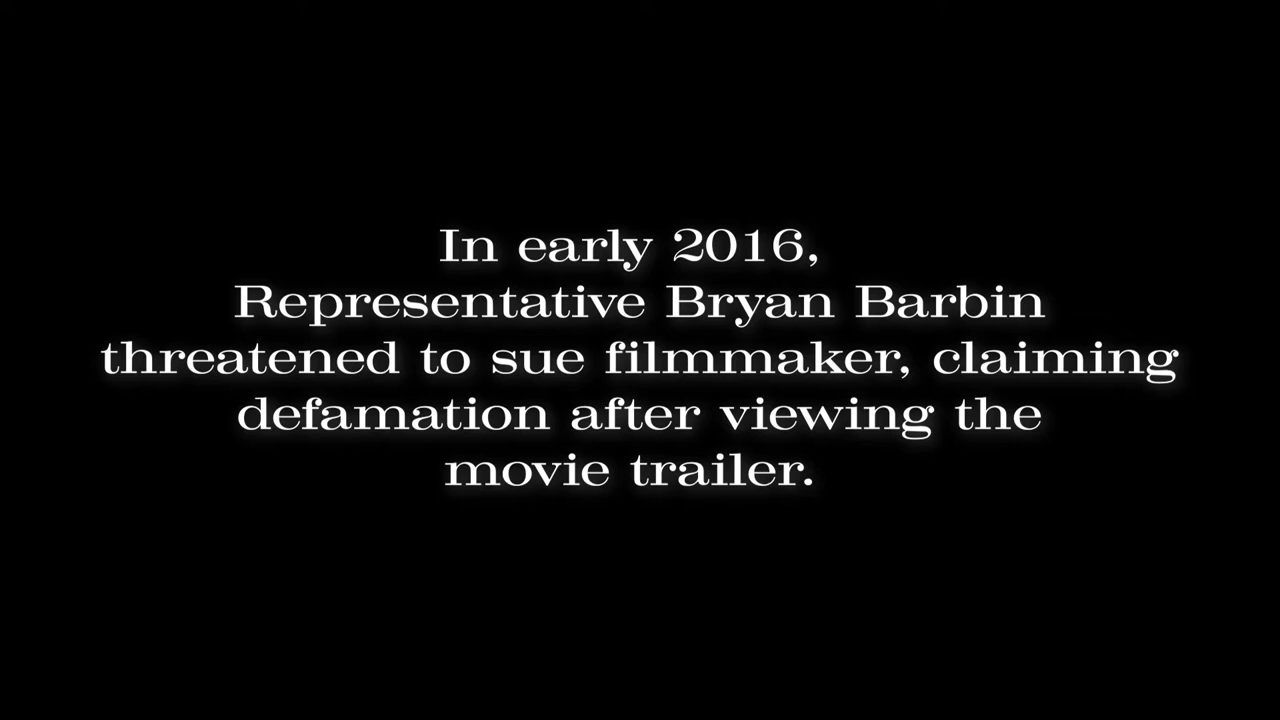 In early 2016,
Representative Bryan Barbin
threatened to sue filmmaker, claiming
defamation after viewing the
movie trailer.